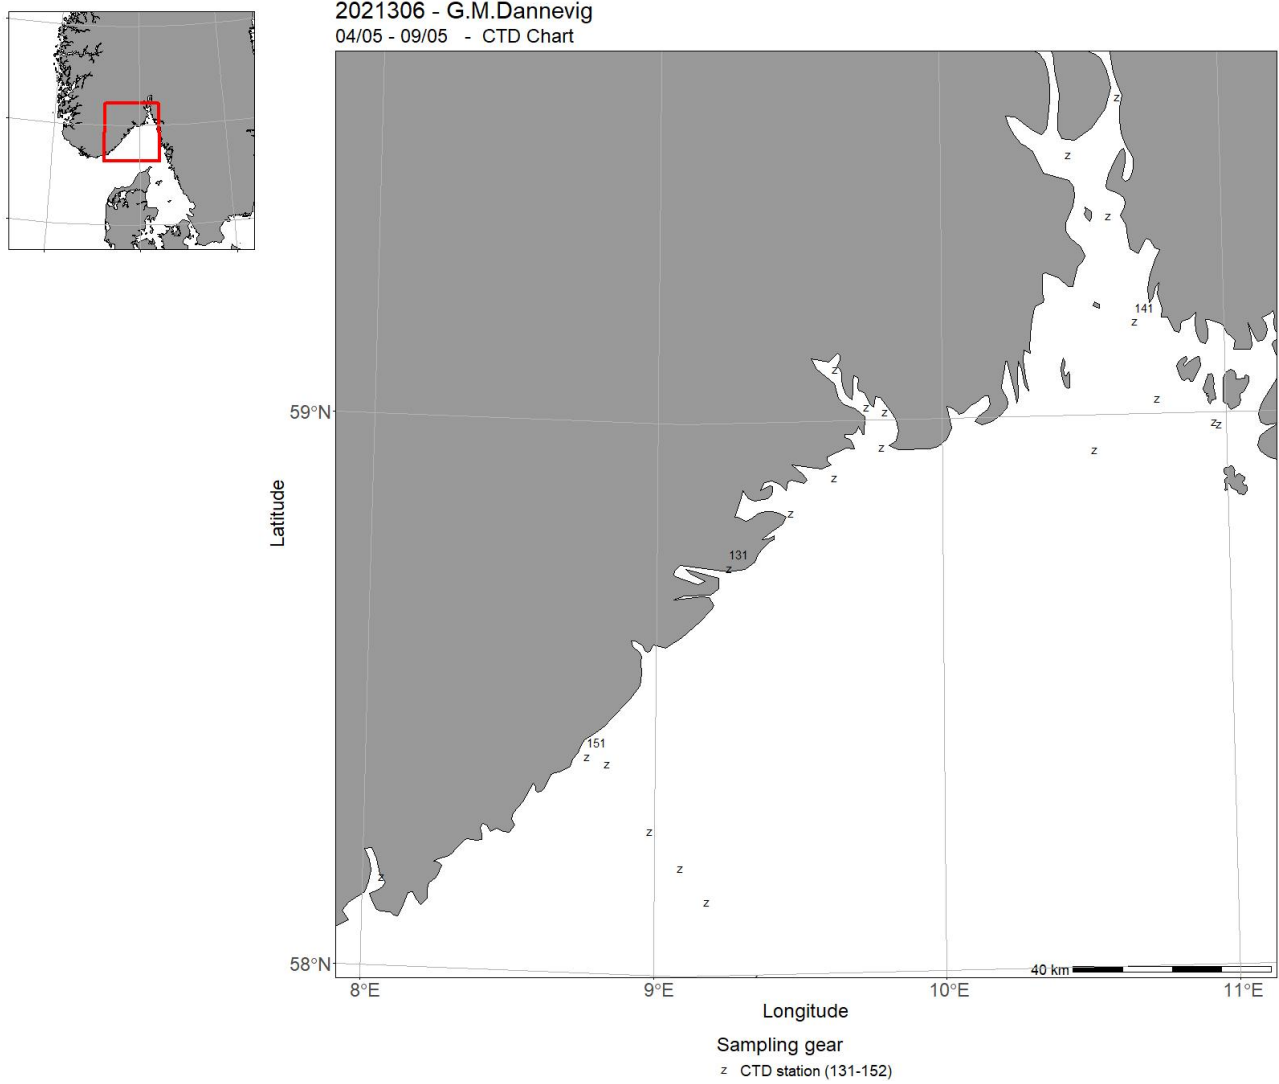 2021306 - G.M.Dannevig
04/05 - 09/05 - CTD Chart
z
z
z
141
z
z
59°N
z
z
z
z
z z
z
z
z
Latitude
z
131
z
151
z
z
z
z
z
z
58°N
40 km
8°E 9°E 10°E 11°E
Longitude
Sampling gear
z CTD station (131-152)